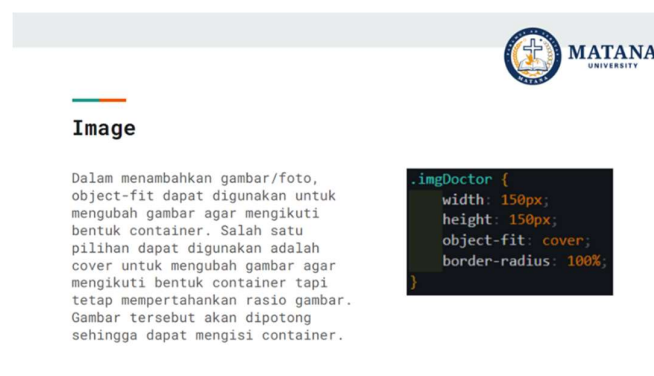 MATANA
UNIVERSITY
MATANA
Image
Dalam menambahkan gambar/foto,
object-fit dapat digunakan untuk
mengubah gambar agar mengikuti
bentuk container. Salah satu
pilihan dapat digunakan adalah
cover untuk mengubah gambar agar
mengikuti bentuk container tapi
tetap mempertahankan rasio gambar.
Gambar tersebut akan dipotong
sehingga dapat mengisi container.
.imgDoctor {
width: 150px;
height: 150px;
object-fit: cover;
border-radius: 100%;
}